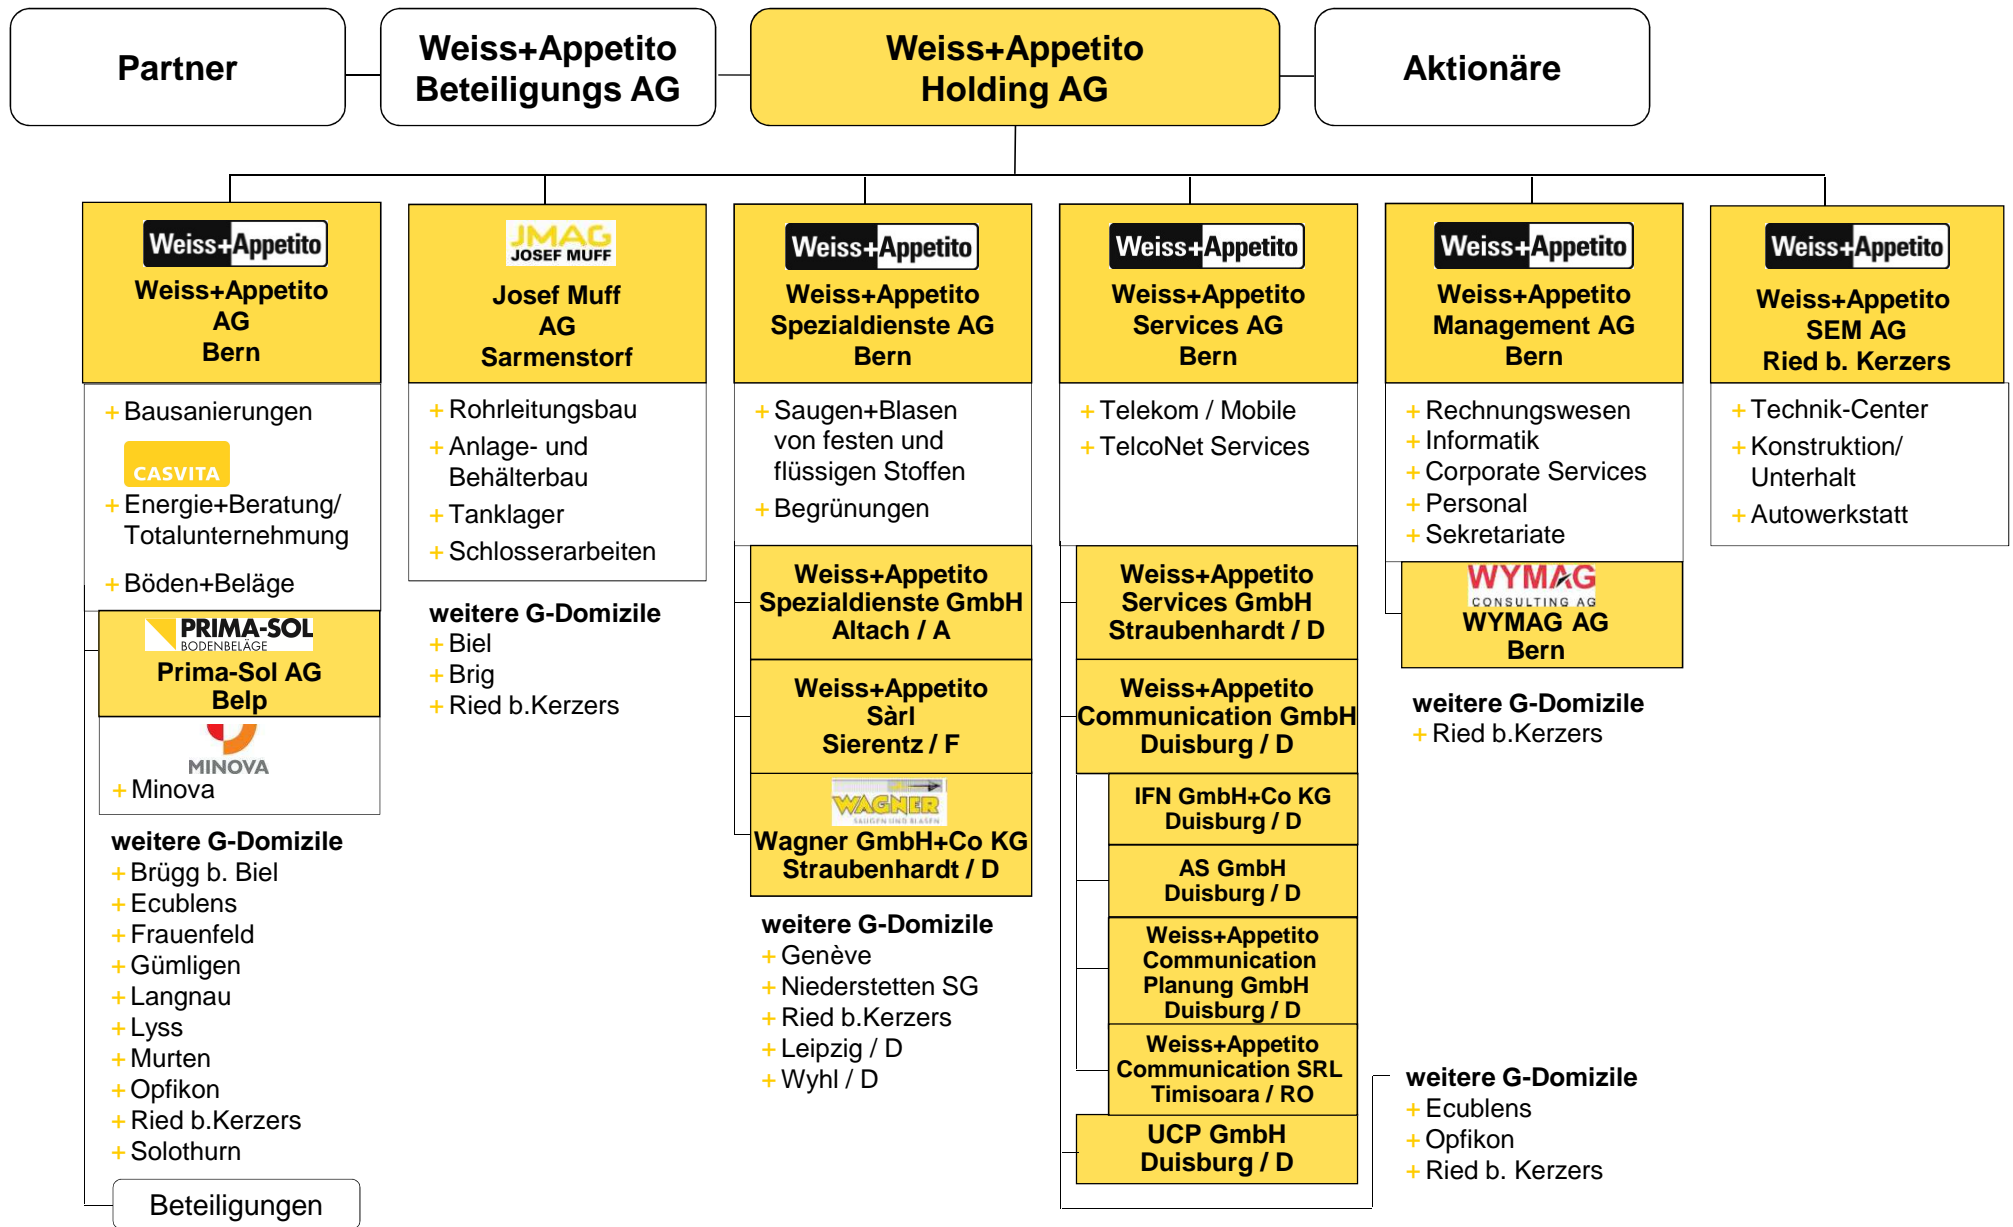 Partner
Weiss+Appetito
Beteiligungs AG
Weiss+Appetito
Holding AG
Aktionäre
Weiss+Appetito
Weiss+Appetito
AG
Bern
+ Bausanierungen
CASVITA
+ Energie+Beratung/
Totalunternehmung
+ Böden+Beläge
PRIMA-SOL
BODENBELÄGE
Prima-Sol AG
Belp
MINOVA
+ Minova
weitere G-Domizile
+ Brügg b. Biel
+ Ecublens
+ Frauenfeld
+ Gümligen
+ Langnau
+ Lyss
+ Murten
+ Opfikon
+ Ried b.Kerzers
+ Solothurn
Beteiligungen
JMAG
JOSEF MUFF
Josef Muff
AG
Sarmenstorf
+ Rohrleitungsbau
+ Anlage- und
Behälterbau
+ Tanklager
+ Schlosserarbeiten
weitere G-Domizile
+ Biel
+ Brig
+ Ried b.Kerzers
Weiss+Appetito
Weiss+Appetito
Spezialdienste AG
Bern
+ Saugen+Blasen
von festen und
flüssigen Stoffen
+ Begrünungen
Weiss+Appetito
Spezialdienste GmbH
Altach / A
Weiss+Appetito
Sàrl
Sierentz / F
WAGNER
SAUGEN UND BLASEN
Wagner GmbH+Co KG
Straubenhardt / D
weitere G-Domizile
+ Genève
+ Niederstetten SG
+ Ried b.Kerzers
+ Leipzig / D
+ Wyhl / D
Weiss+Appetito
Weiss+Appetito
Services AG
Bern
+ Telekom / Mobile
+ TelcoNet Services
Weiss+Appetito
Services GmbH
Straubenhardt / D
Weiss+Appetito
Communication GmbH
Duisburg / D
IFN GmbH+Co KG
Duisburg / D
AS GmbH
Duisburg / D
Weiss+Appetito
Communication
Planung GmbH
Duisburg / D
Weiss+Appetito
Communication SRL
Timisoara / RO
UCP GmbH
Duisburg / D
weitere G-Domizile
+ Ecublens
+ Opfikon
+ Ried b. Kerzers
Weiss+Appetito
Weiss+Appetito
Management AG
Bern
+ Rechnungswesen
+ Informatik
+ Corporate Services
+ Personal
+ Sekretariate
WYMAG
CONSULTING AG
WYMAG AG
Bern
weitere G-Domizile
+ Ried b.Kerzers
Weiss+Appetito
Weiss+Appetito
SEM AG
Ried b. Kerzers
+ Technik-Center
+ Konstruktion/
Unterhalt
+ Autowerkstatt